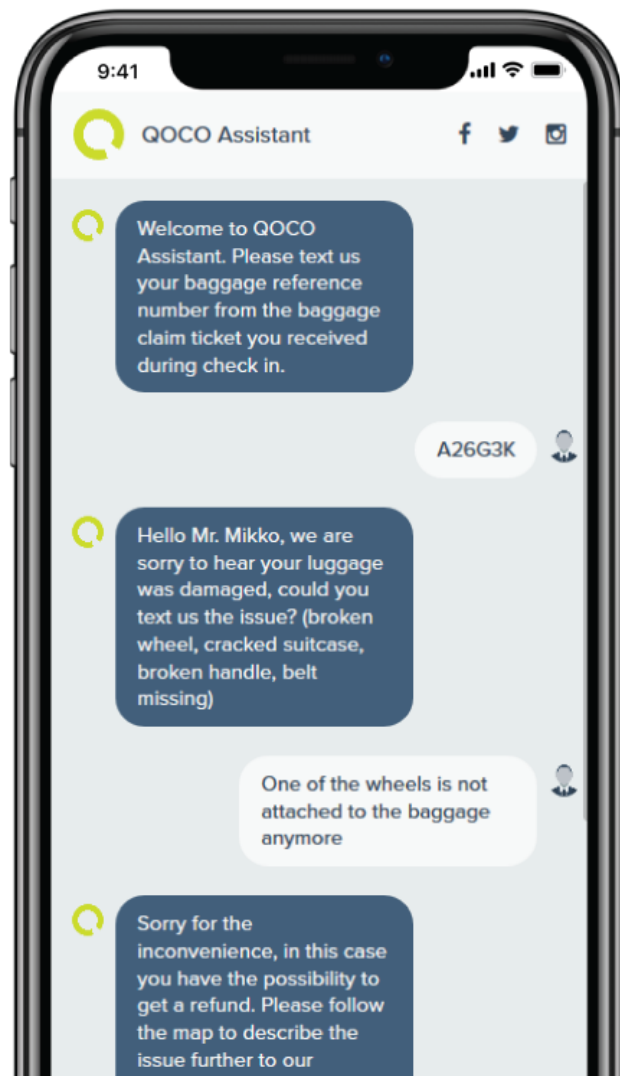 9:41
QOCO Assistant
Welcome to QOCO
Assistant. Please text us
your baggage reference
number from the baggage
claim ticket you received
during check in.
A26G3K
Hello Mr. Mikko, we are
sorry to hear your luggage
was damaged, could you
text us the issue? (broken
wheel, cracked suitcase,
broken handle, belt
missing)
One of the wheels is not
attached to the baggage
anymore
Sorry for the
inconvenience, in this case
you have the possibility to
get a refund. Please follow
the map to describe the
issue further to our